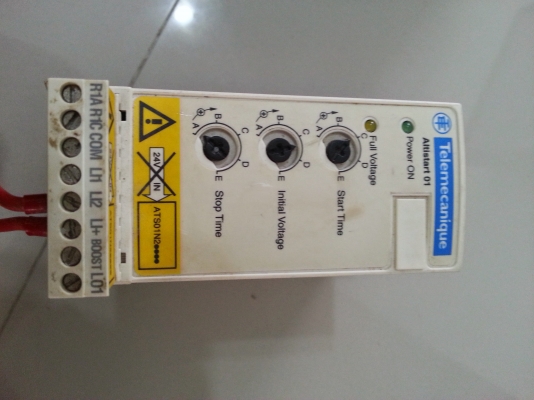 Telemecanique
Altistart 01
Power ON
Full Voltage
Start Time
A
B
C
D
E
Initial Voltage
A
B
C
D
E
Stop Time
A
B
C
D
E
24V IN
ATS01N2●●●●
R1A R1C COM LI1 LI2 LI+ BOOST LO1